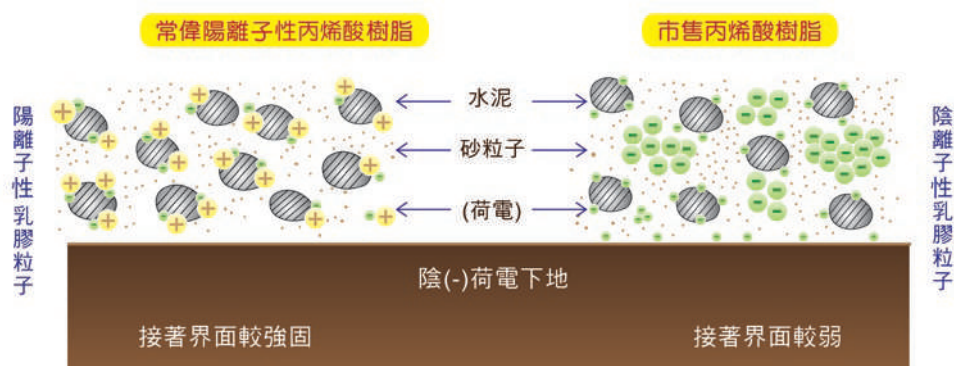 常偉陽離子性丙烯酸樹脂
市售丙烯酸樹脂
陽離子性乳膠粒子
水泥
砂粒子
(荷電)
陰離子性乳膠粒子
陰(-)荷電下地
接著界面較強固
接著界面較弱